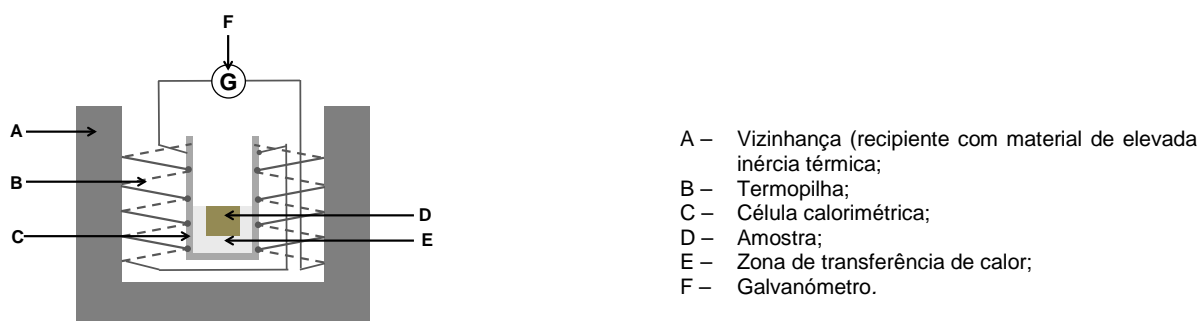 F
G
A
B
C
D
E
A – Vizinhança (recipiente com material de elevada
inércia térmica;
B – Termopilha;
C – Célula calorimétrica;
D – Amostra;
E – Zona de transferência de calor;
F – Galvanómetro.